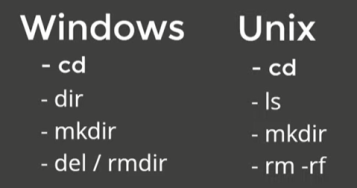 Windows
- cd
- dir
- mkdir
- del / rmdir
Unix
- cd
- ls
- mkdir
- rm -rf